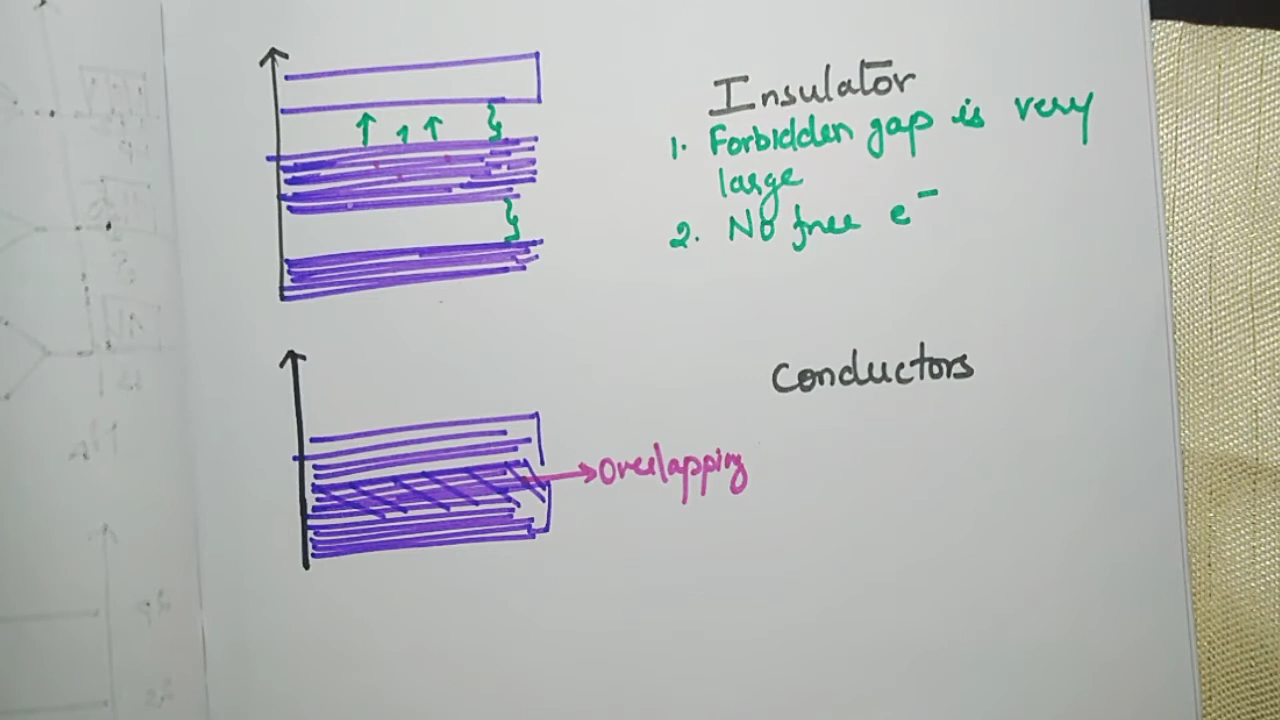 Insulator
1. Forbidden gap is very
large
2. No free e⁻
Conductors
Overlapping